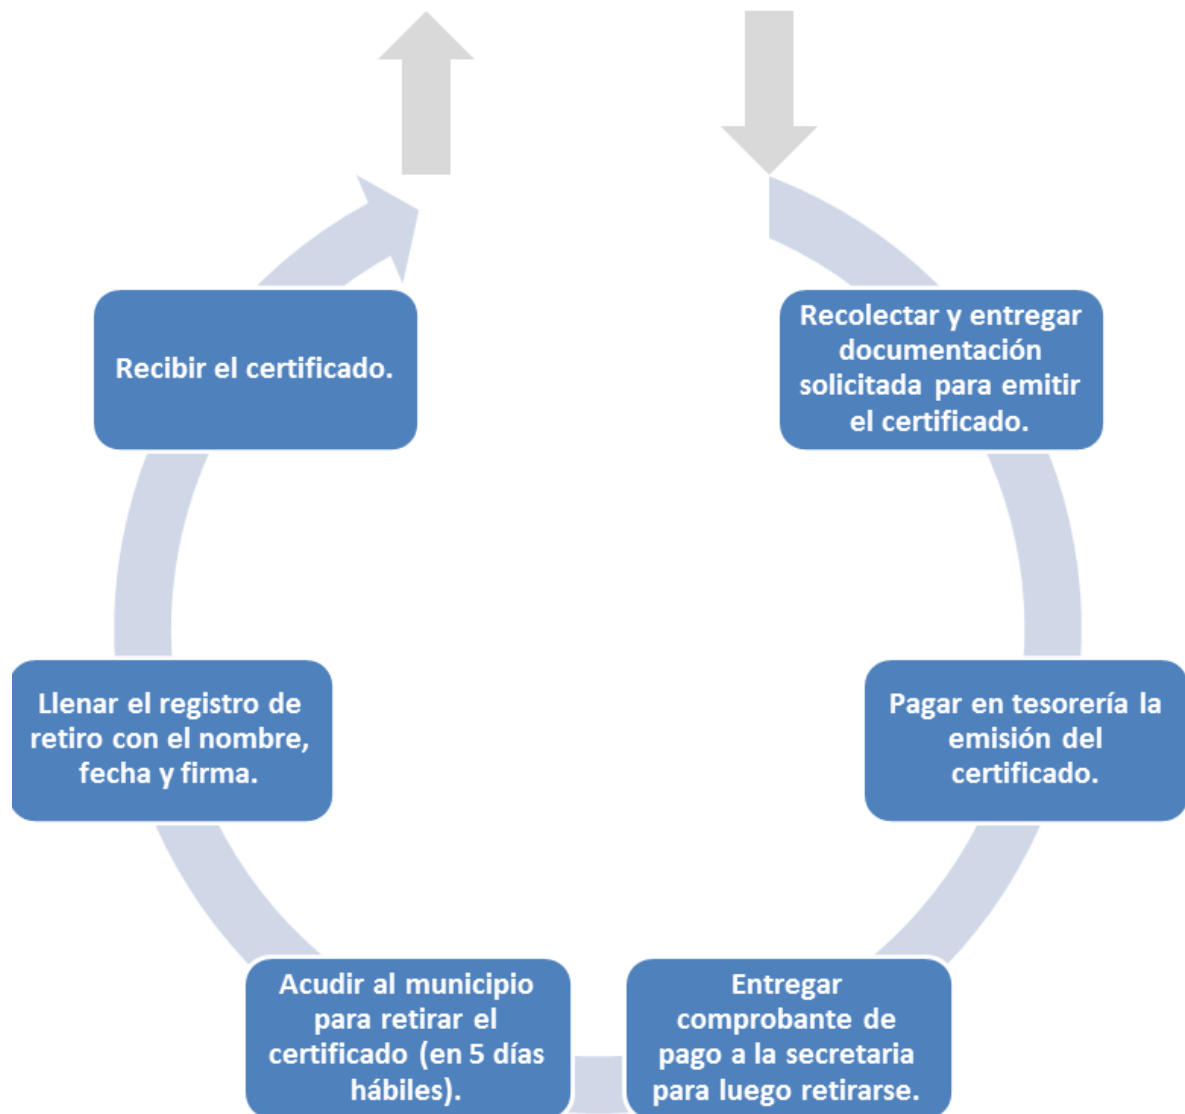 Recolectar y entregar
documentación
solicitada para emitir
el certificado.
Pagar en tesorería la
emisión del
certificado.
Entregar
comprobante de
pago a la secretaria
para luego retirarse.
Acudir al municipio
para retirar el
certificado (en 5 días
hábiles).
Llenar el registro de
retiro con el nombre,
fecha y firma.
Recibir el certificado.